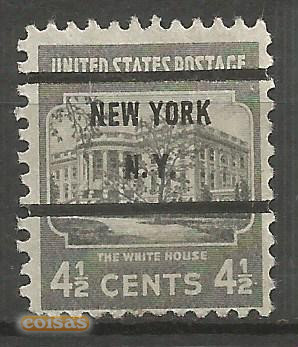 UNITED STATES POSTAGE
NEW YORK
N.Y.
THE WHITE HOUSE
4½ CENTS 4½
coisas